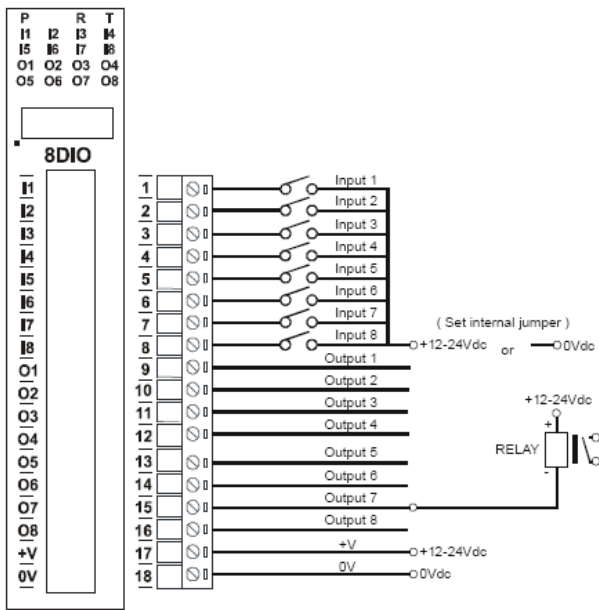 P R T
I1 I2 I3 I4
I5 I6 I7 I8
O1 O2 O3 O4
O5 O6 O7 O8
8DIO
I1 1 Input 1
I2 2 Input 2
I3 3 Input 3
I4 4 Input 4
I5 5 Input 5
I6 6 Input 6
I7 7 Input 7
( Set internal jumper )
I8 8 Input 8 +12-24Vdc or 0Vdc
O1 9 Output 1
O2 10 Output 2
+12-24Vdc
O3 11 Output 3
O4 12 Output 4
+
RELAY
O5 13 Output 5
-
O6 14 Output 6
O7 15 Output 7
O8 16 Output 8
+V 17 +V +12-24Vdc
0V 18 0V 0Vdc